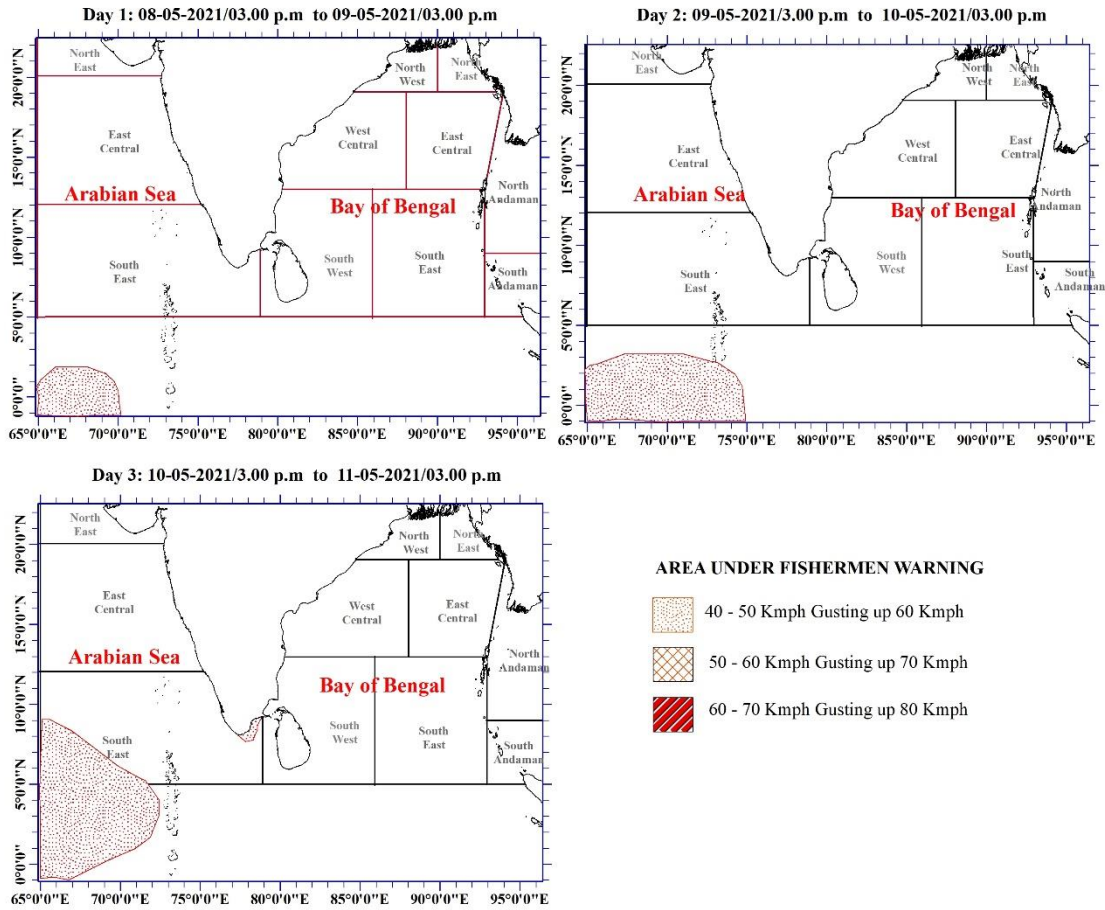 Day 1: 08-05-2021/03.00 p.m to 09-05-2021/03.00 p.m
North
East
North
West
North
East
East
Central
West
Central
East
Central
Arabian Sea
Bay of Bengal
North
Andaman
South
East
South
West
South
East
South
Andaman
20°0'0"N
15°0'0"N
10°0'0"N
5°0'0"N
0°0'0"
65°0'0"E 70°0'0"E 75°0'0"E 80°0'0"E 85°0'0"E 90°0'0"E 95°0'0"E
Day 2: 09-05-2021/3.00 p.m to 10-05-2021/03.00 p.m
North
East
North
West
North
East
East
Central
West
Central
East
Central
Arabian Sea
Bay of Bengal
North
Andaman
South
East
South
West
South
East
South
Andaman
20°0'0"N
15°0'0"N
10°0'0"N
5°0'0"N
0°0'0"
65°0'0"E 70°0'0"E 75°0'0"E 80°0'0"E 85°0'0"E 90°0'0"E 95°0'0"E
Day 3: 10-05-2021/3.00 p.m to 11-05-2021/03.00 p.m
North
East
North
West
North
East
East
Central
West
Central
East
Central
Arabian Sea
Bay of Bengal
North
Andaman
South
East
South
West
South
East
South
Andaman
20°0'0"N
15°0'0"N
10°0'0"N
5°0'0"N
0°0'0"
65°0'0"E 70°0'0"E 75°0'0"E 80°0'0"E 85°0'0"E 90°0'0"E 95°0'0"E
AREA UNDER FISHERMEN WARNING
40 - 50 Kmph Gusting up 60 Kmph
50 - 60 Kmph Gusting up 70 Kmph
60 - 70 Kmph Gusting up 80 Kmph